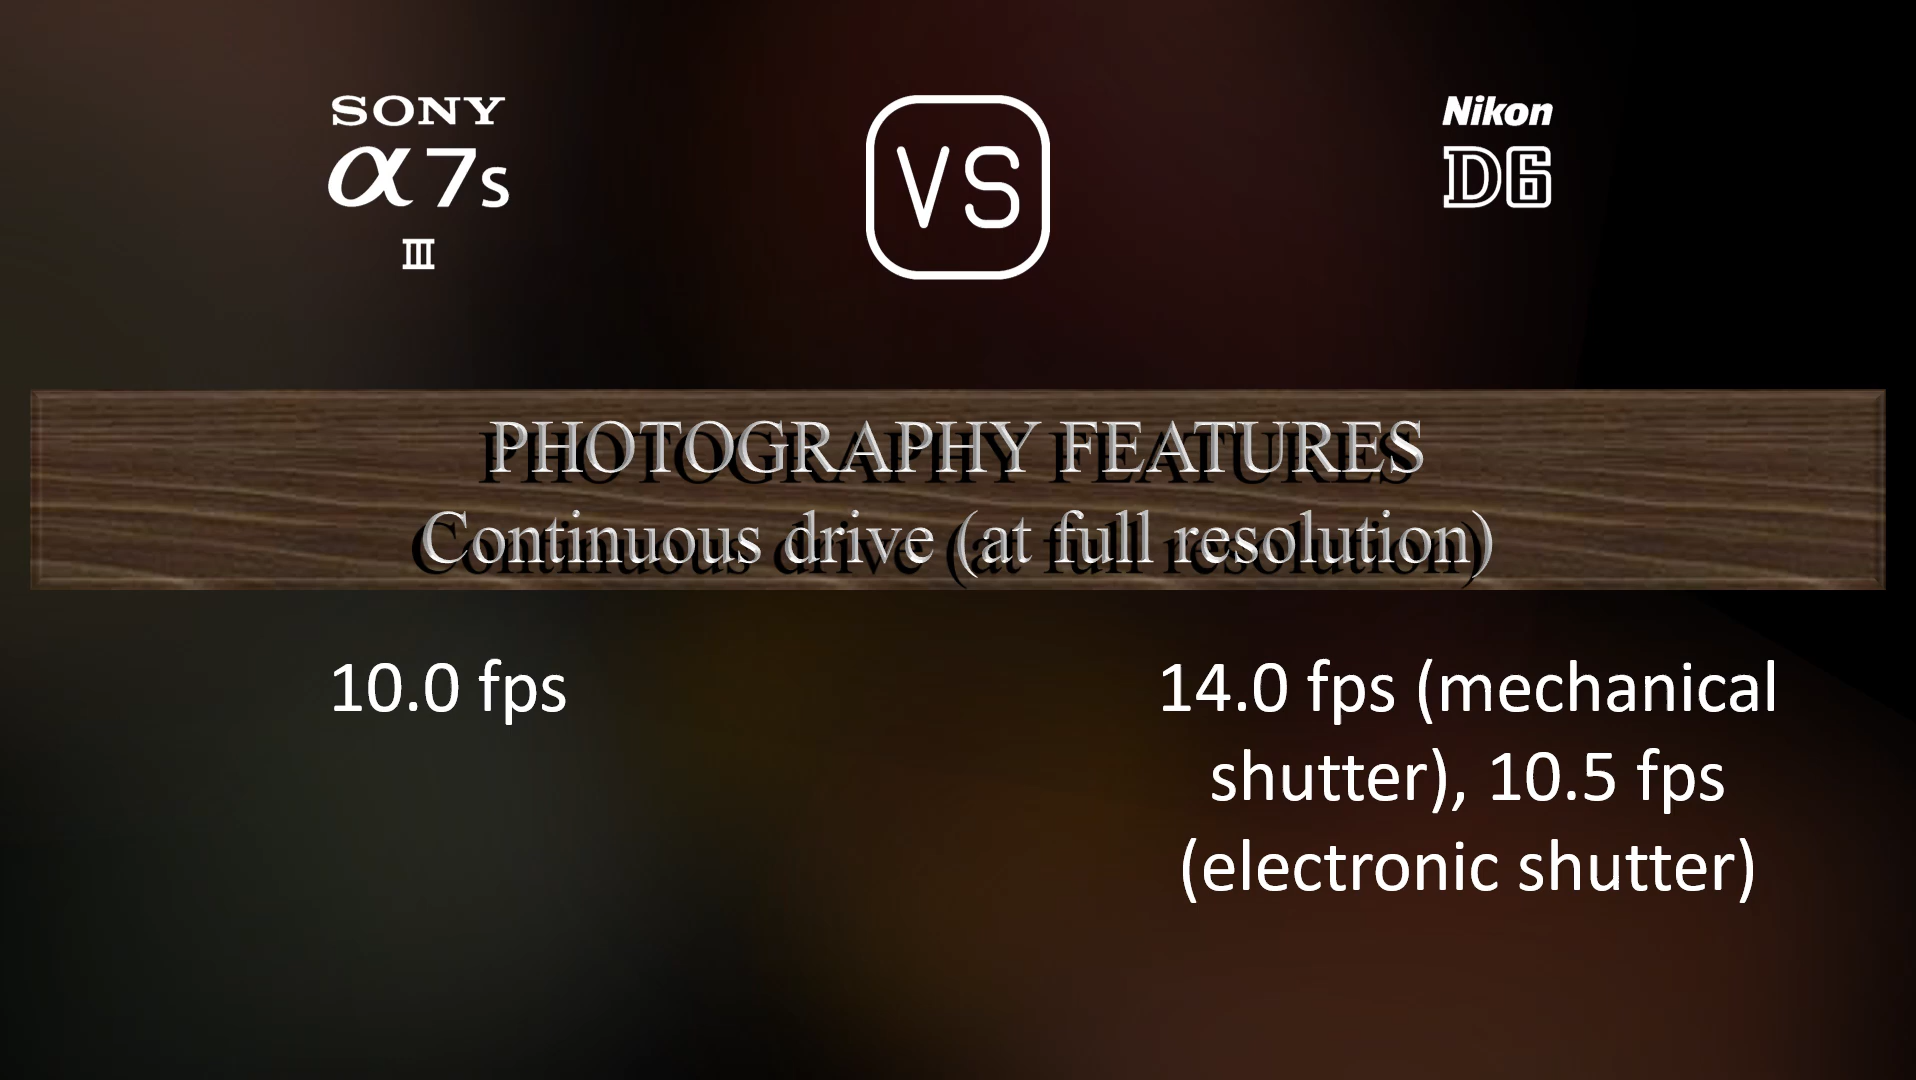 SONY
α7s
III
VS
Nikon
D6
PHOTOGRAPHY FEATURES
Continuous drive (at full resolution)
10.0 fps
14.0 fps (mechanical
shutter), 10.5 fps
(electronic shutter)